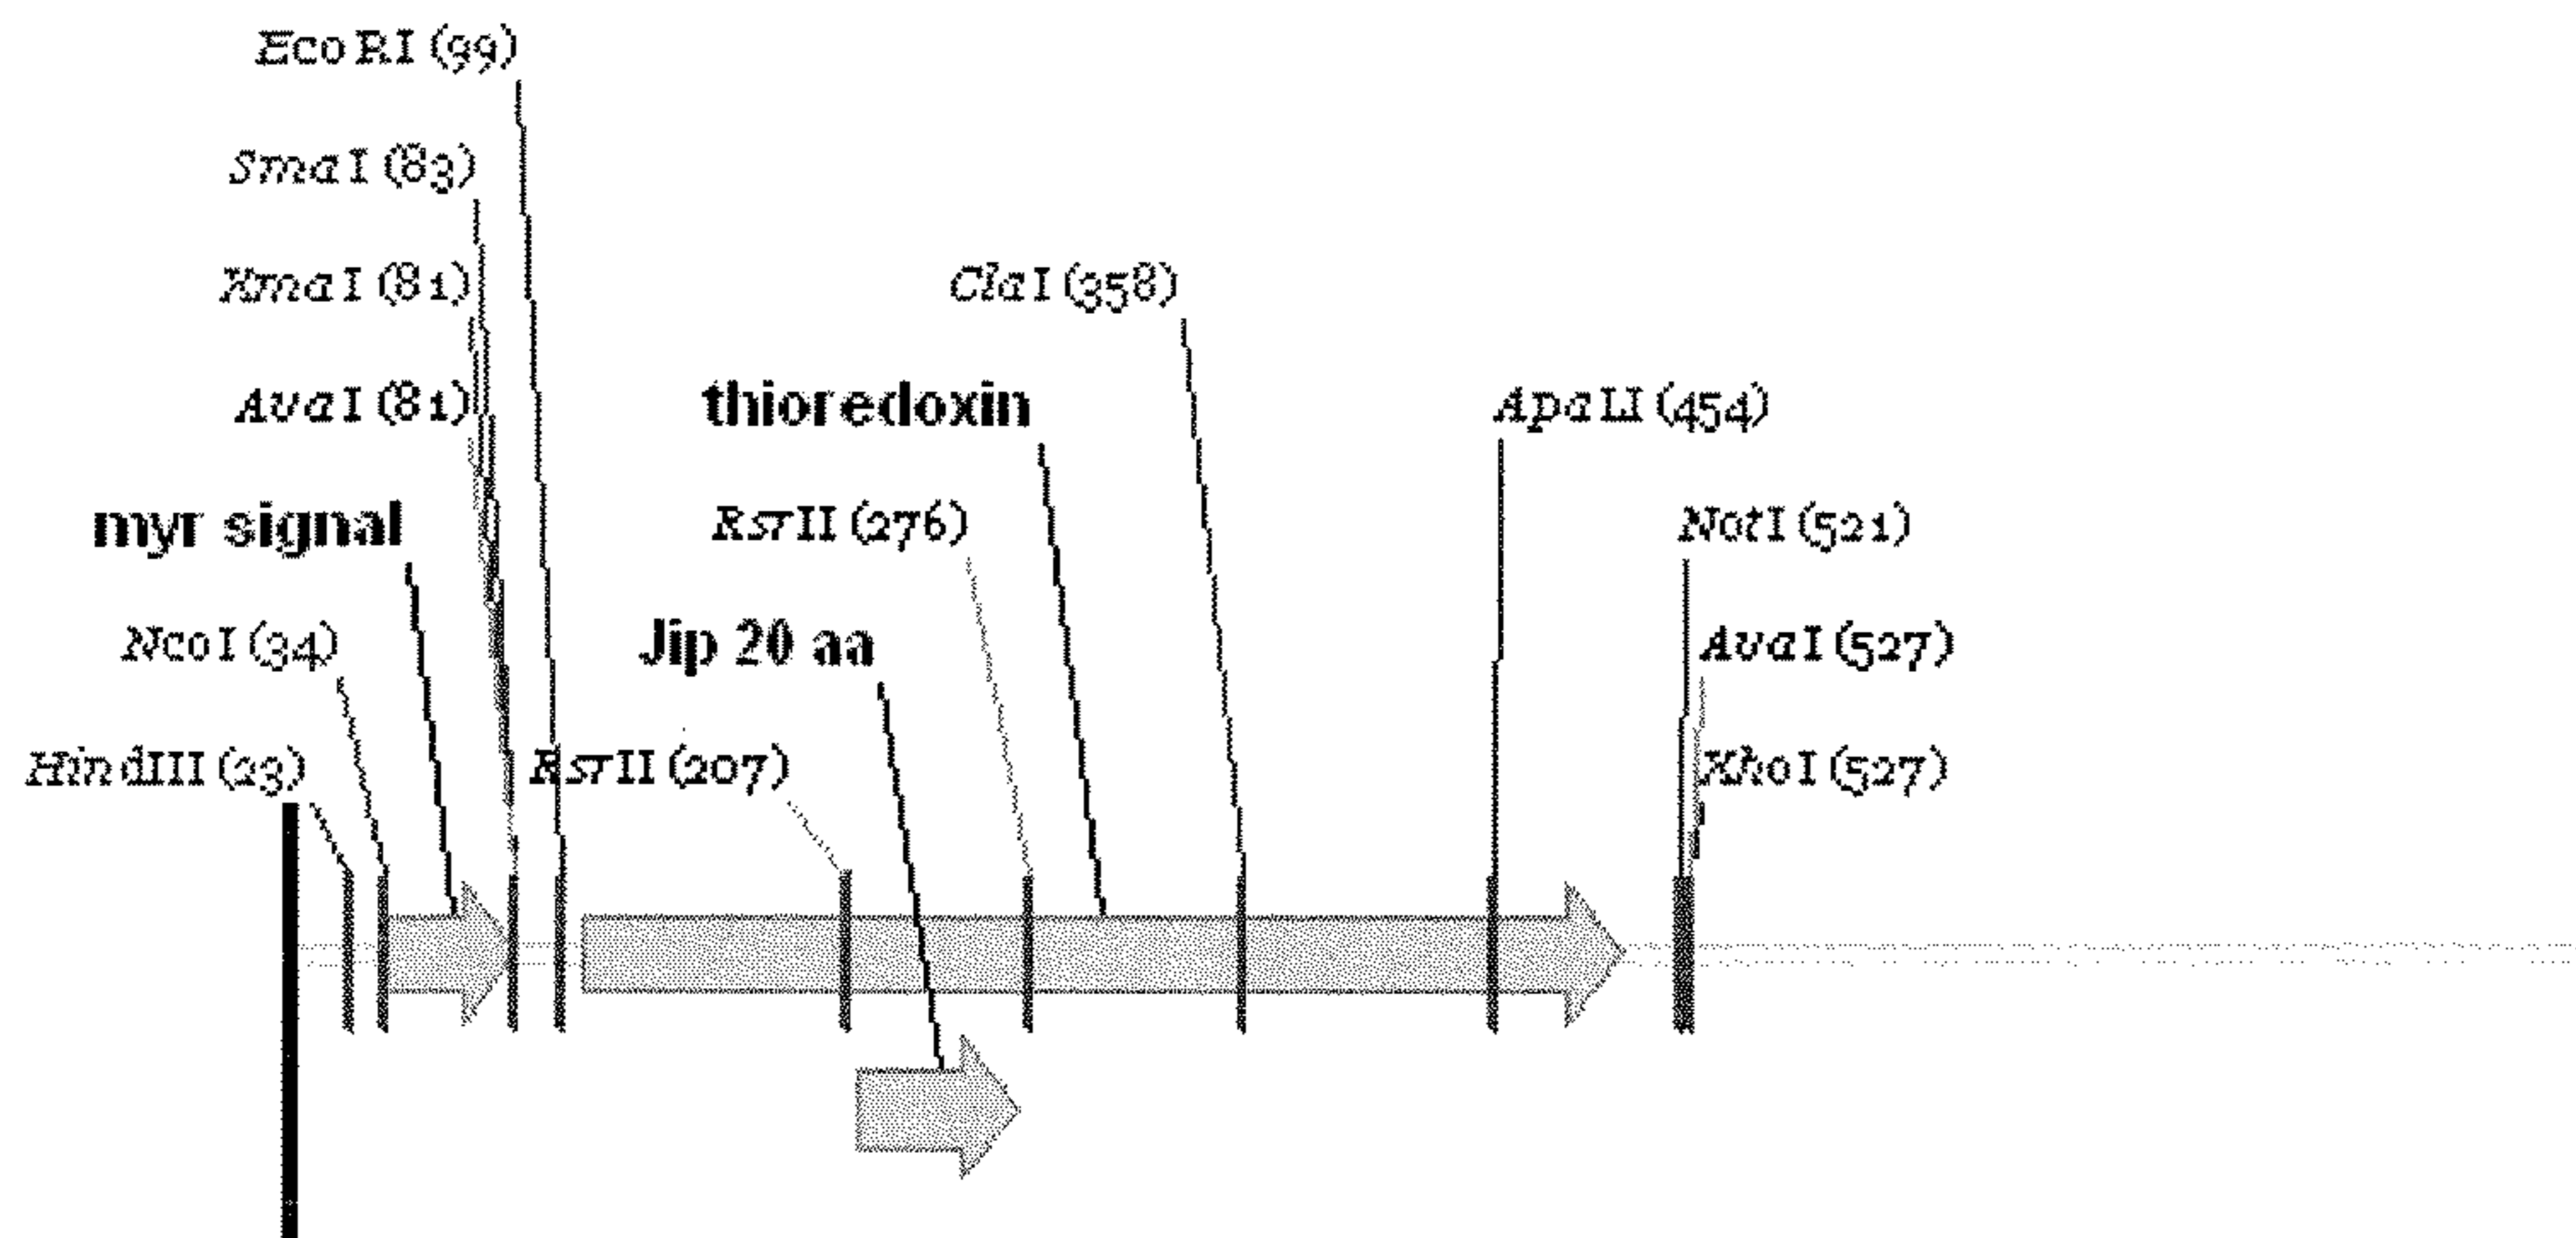 EcoRI (99)
SmaI (83)
XmaI (81)
ClaI (358)
AvaI (81)
thioredoxin
ApaLI (454)
myr signal
RsrII (276)
NotI (521)
NcoI (34)
Jip 20 aa
AvaI (527)
HindIII (23)
RsrII (207)
XhoI (527)